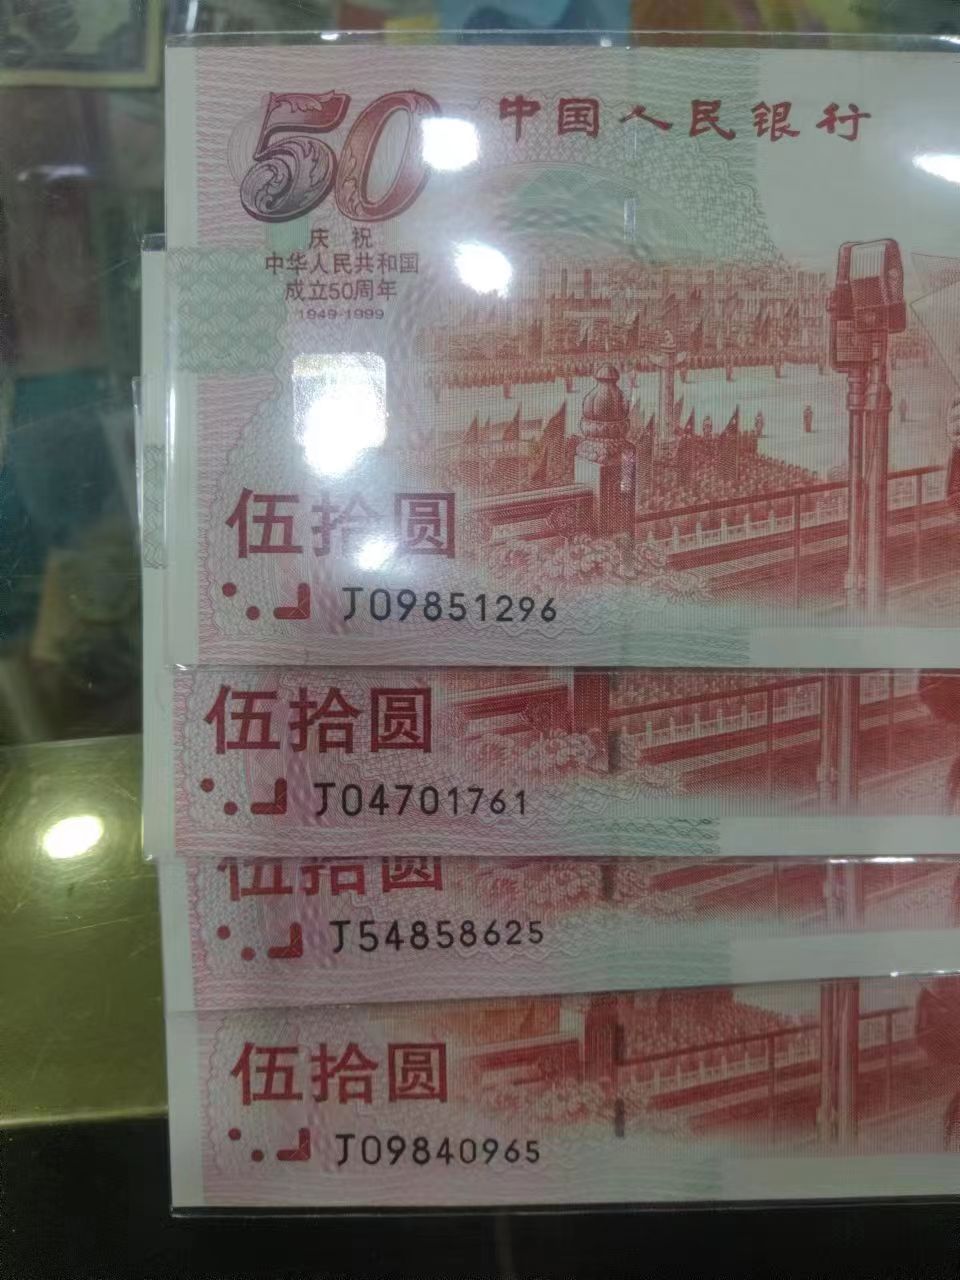 50
中国人民银行
庆祝
中华人民共和国
成立50周年
1949-1999
伍拾圆
J09851296
伍拾圆
J04701761
伍拾圆
J54858625
伍拾圆
J09840965